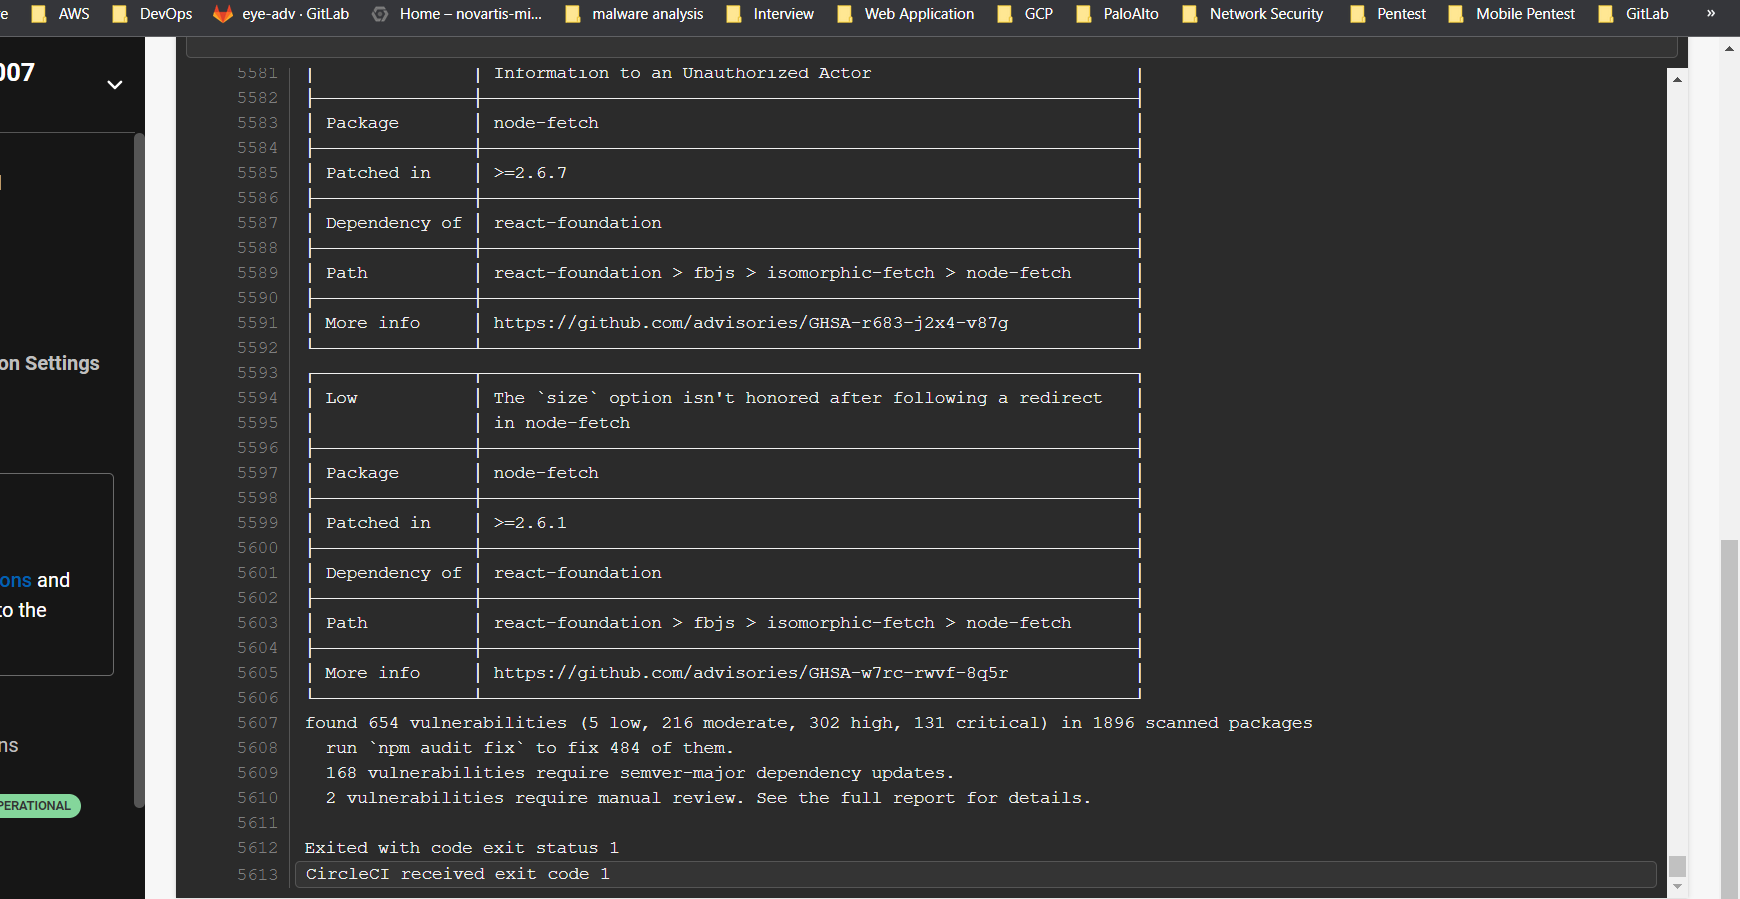 e AWS DevOps eye-adv · GitLab Home – novartis-mi... malware analysis Interview Web Application GCP PaloAlto Network Security Pentest Mobile Pentest GitLab »
007
on Settings
ons and
to the
ns
PERATIONAL
5581 | | Information to an Unauthorized Actor |
5582
5583 | Package | node-fetch |
5584
5585 | Patched in | >=2.6.7 |
5586
5587 | Dependency of | react-foundation |
5588
5589 | Path | react-foundation > fbjs > isomorphic-fetch > node-fetch |
5590
5591 | More info | https://github.com/advisories/GHSA-r683-j2x4-v87g |
5592
5593
5594 | Low | The `size` option isn't honored after following a redirect |
5595 | | in node-fetch |
5596
5597 | Package | node-fetch |
5598
5599 | Patched in | >=2.6.1 |
5600
5601 | Dependency of | react-foundation |
5602
5603 | Path | react-foundation > fbjs > isomorphic-fetch > node-fetch |
5604
5605 | More info | https://github.com/advisories/GHSA-w7rc-rwvf-8q5r |
5606
5607 found 654 vulnerabilities (5 low, 216 moderate, 302 high, 131 critical) in 1896 scanned packages
5608 run `npm audit fix` to fix 484 of them.
5609 168 vulnerabilities require semver-major dependency updates.
5610 2 vulnerabilities require manual review. See the full report for details.
5611
5612 Exited with code exit status 1
5613 CircleCI received exit code 1